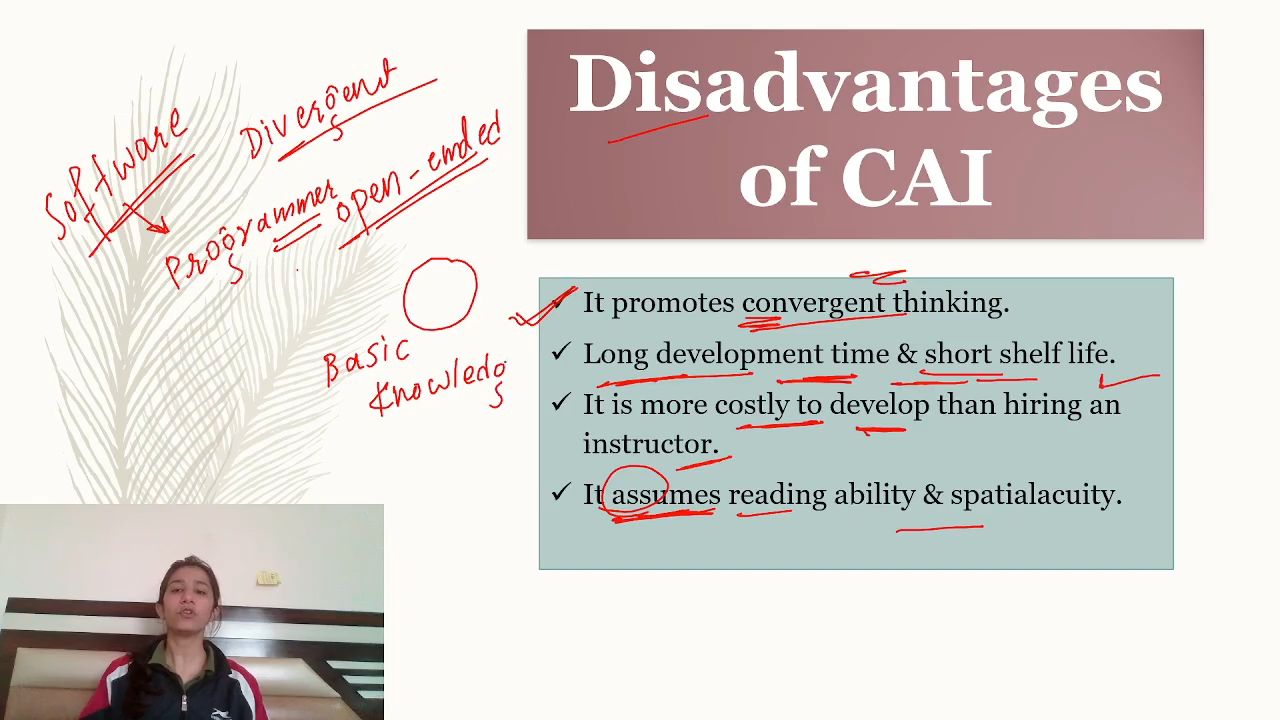 Disadvantages
of CAI
✓ It promotes convergent thinking.
✓ Long development time & short shelf life.
✓ It is more costly to develop than hiring an
instructor.
✓ It assumes reading ability & spatialacuity.
Software
Divergent
Programmer
open-ended
Basic
Knowledg